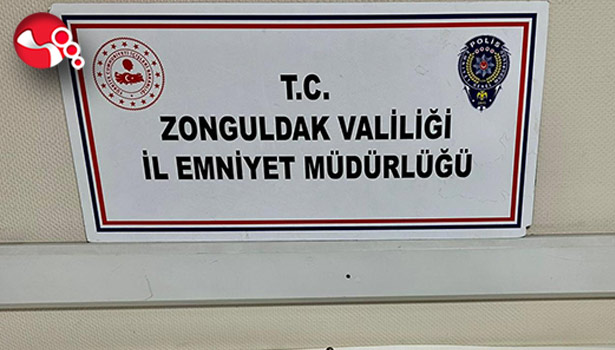 T.C.
ZONGULDAK VALİLİĞİ
İL EMNİYET MÜDÜRLÜĞÜ
POLİS